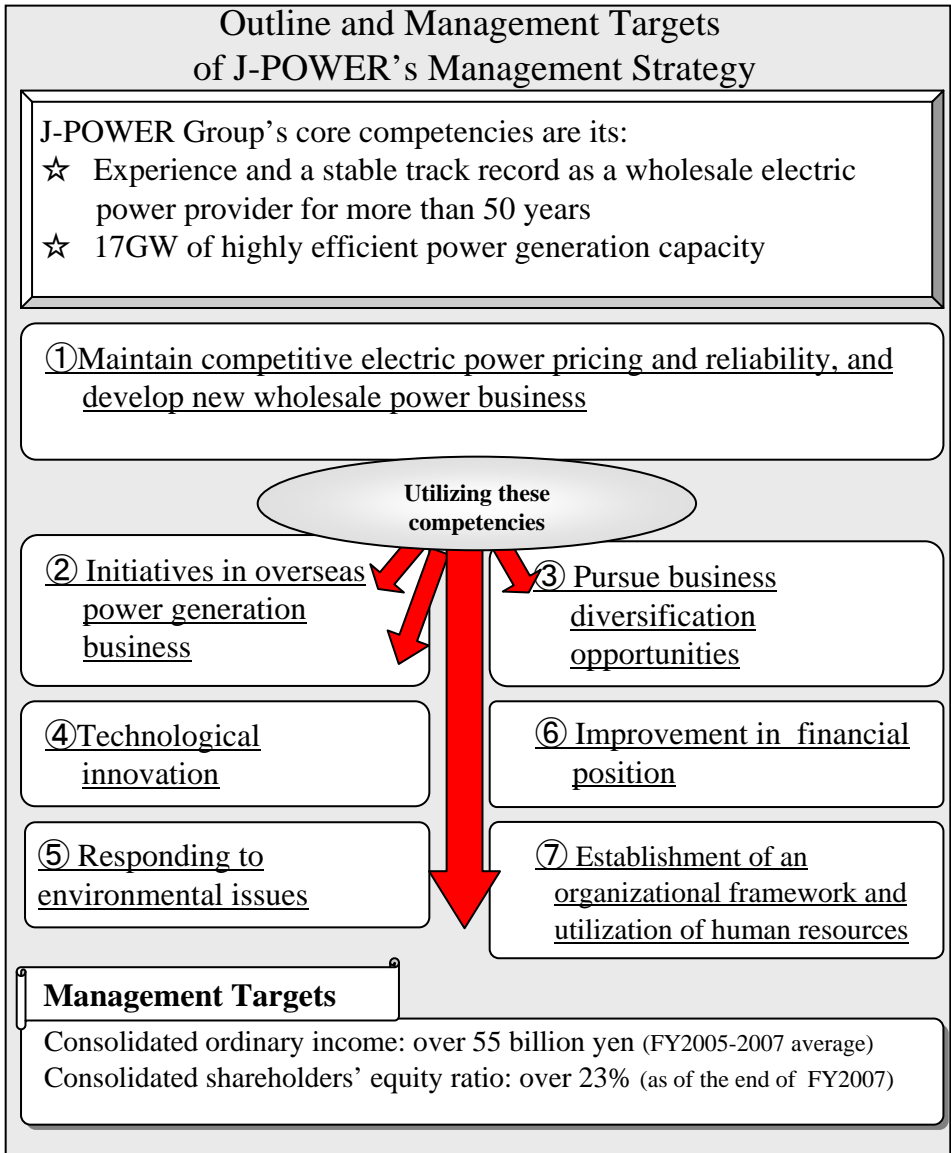 Outline and Management Targets
of J-POWER's Management Strategy
J-POWER Group's core competencies are its:
☆ Experience and a stable track record as a wholesale electric
power provider for more than 50 years
☆ 17GW of highly efficient power generation capacity
①Maintain competitive electric power pricing and reliability, and
develop new wholesale power business
Utilizing these
competencies
② Initiatives in overseas
power generation
business
③ Pursue business
diversification
opportunities
④Technological
innovation
⑥ Improvement in financial
position
⑤ Responding to
environmental issues
⑦ Establishment of an
organizational framework and
utilization of human resources
Management Targets
Consolidated ordinary income: over 55 billion yen (FY2005-2007 average)
Consolidated shareholders' equity ratio: over 23% (as of the end of FY2007)